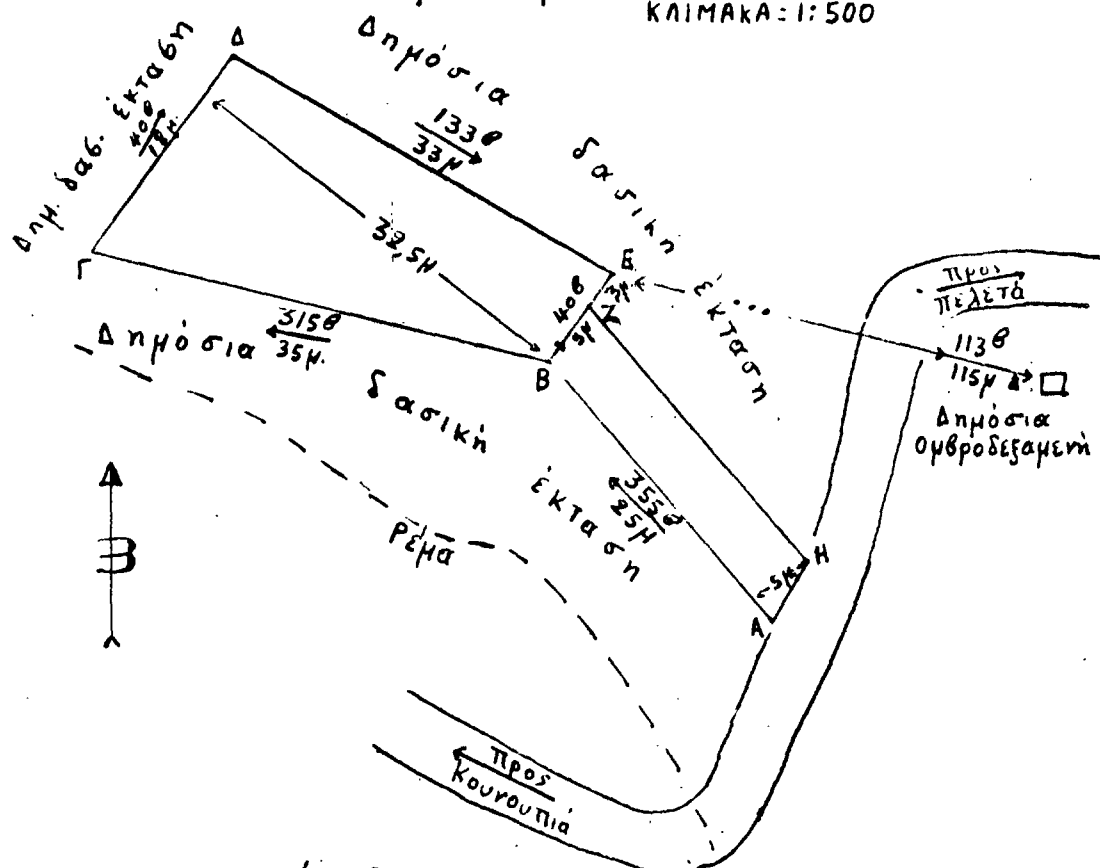 ΚΛΙΜΑΚΑ = 1:500
Δ
Δημόσια
δασική
έκταση
Δημ. δασ. έκταση
40θ
18μ.
133θ
33μ
32,5μ
Γ
Ε
40θ
3μ.
Ζ
5μ
Β
315θ
35μ.
Δημόσια
δασική
έκταση
προς
Πελετά
113θ
115μ
Δημόσια
ομβροδεξαμενή
355θ
25μ
Ρέμα
Η
5μ
Α
Προς
Κουνουπιά